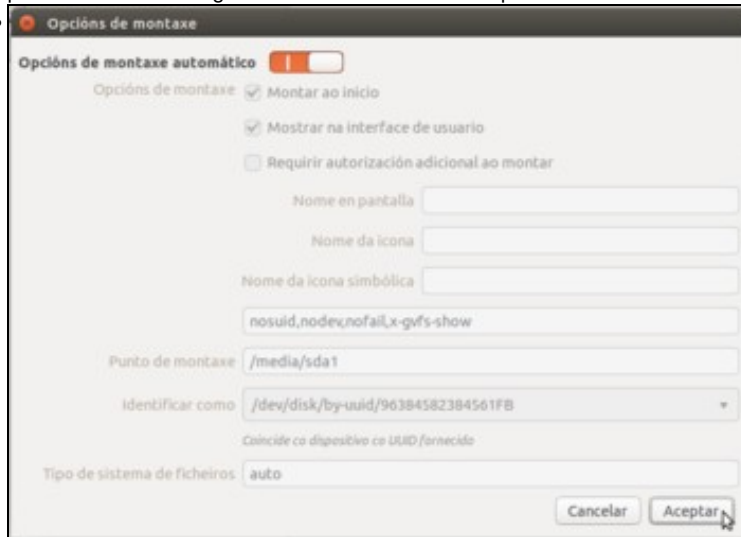 Opcións de montaxe
Opcións de montaxe automático
Opcións de montaxe Montar ao inicio
Mostrar na interface de usuario
Requirir autorización adicional ao montar
Nome en pantalla
Nome da icona
Nome da icona simbólica
nosuid,nodev,nofail,x-gvfs-show
Punto de montaxe /media/sda1
Identificar como /dev/disk/by-uuid/96384582384561FB
Coincide co dispositivo co UUID fornecido
Tipo de sistema de ficheiros auto
Cancelar Aceptar